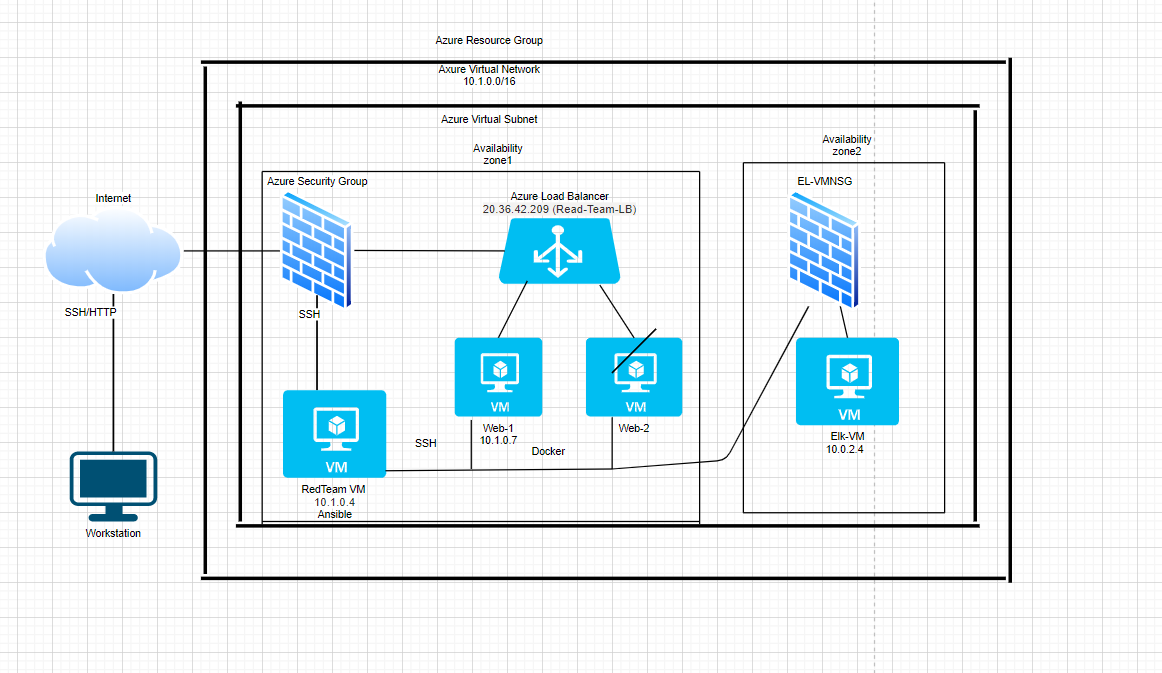 Azure Resource Group
Axure Virtual Network
10.1.0.0/16
Azure Virtual Subnet
Availability
zone1
Availability
zone2
Azure Security Group
EL-VMNSG
Internet
Azure Load Balancer
20.36.42.209 (Read-Team-LB)
SSH/HTTP
SSH
VM
VM
VM
Web-1
10.1.0.7
Web-2
Elk-VM
10.0.2.4
SSH
Docker
VM
RedTeam VM
10.1.0.4
Ansible
Workstation